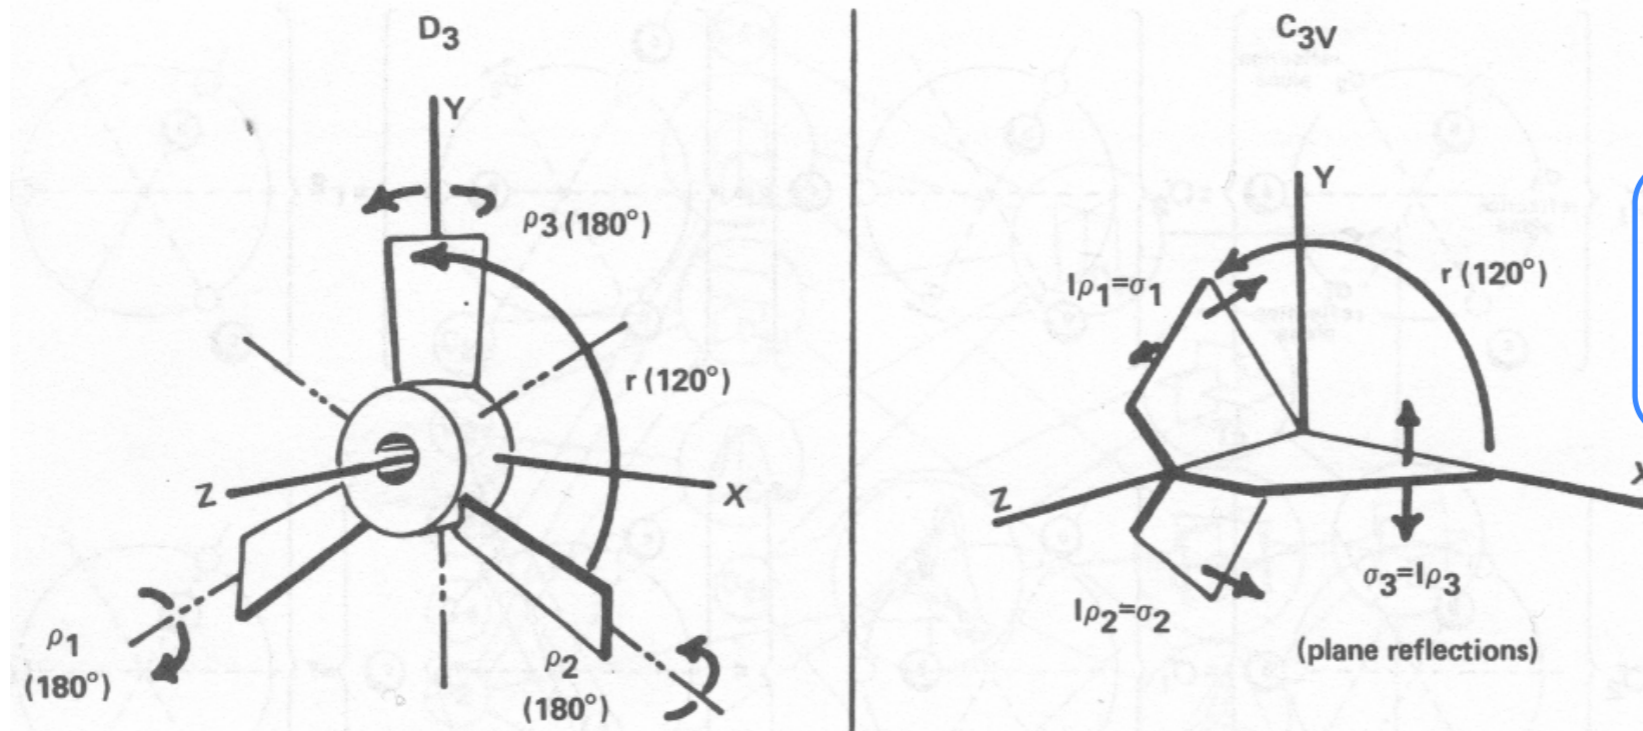 D3
Y
ρ3 (180°)
r (120°)
Z
X
ρ1
(180°)
ρ2
(180°)
C3V
Y
Iρ1=σ1
r (120°)
Z
X
σ3=Iρ3
Iρ2=σ2
(plane reflections)